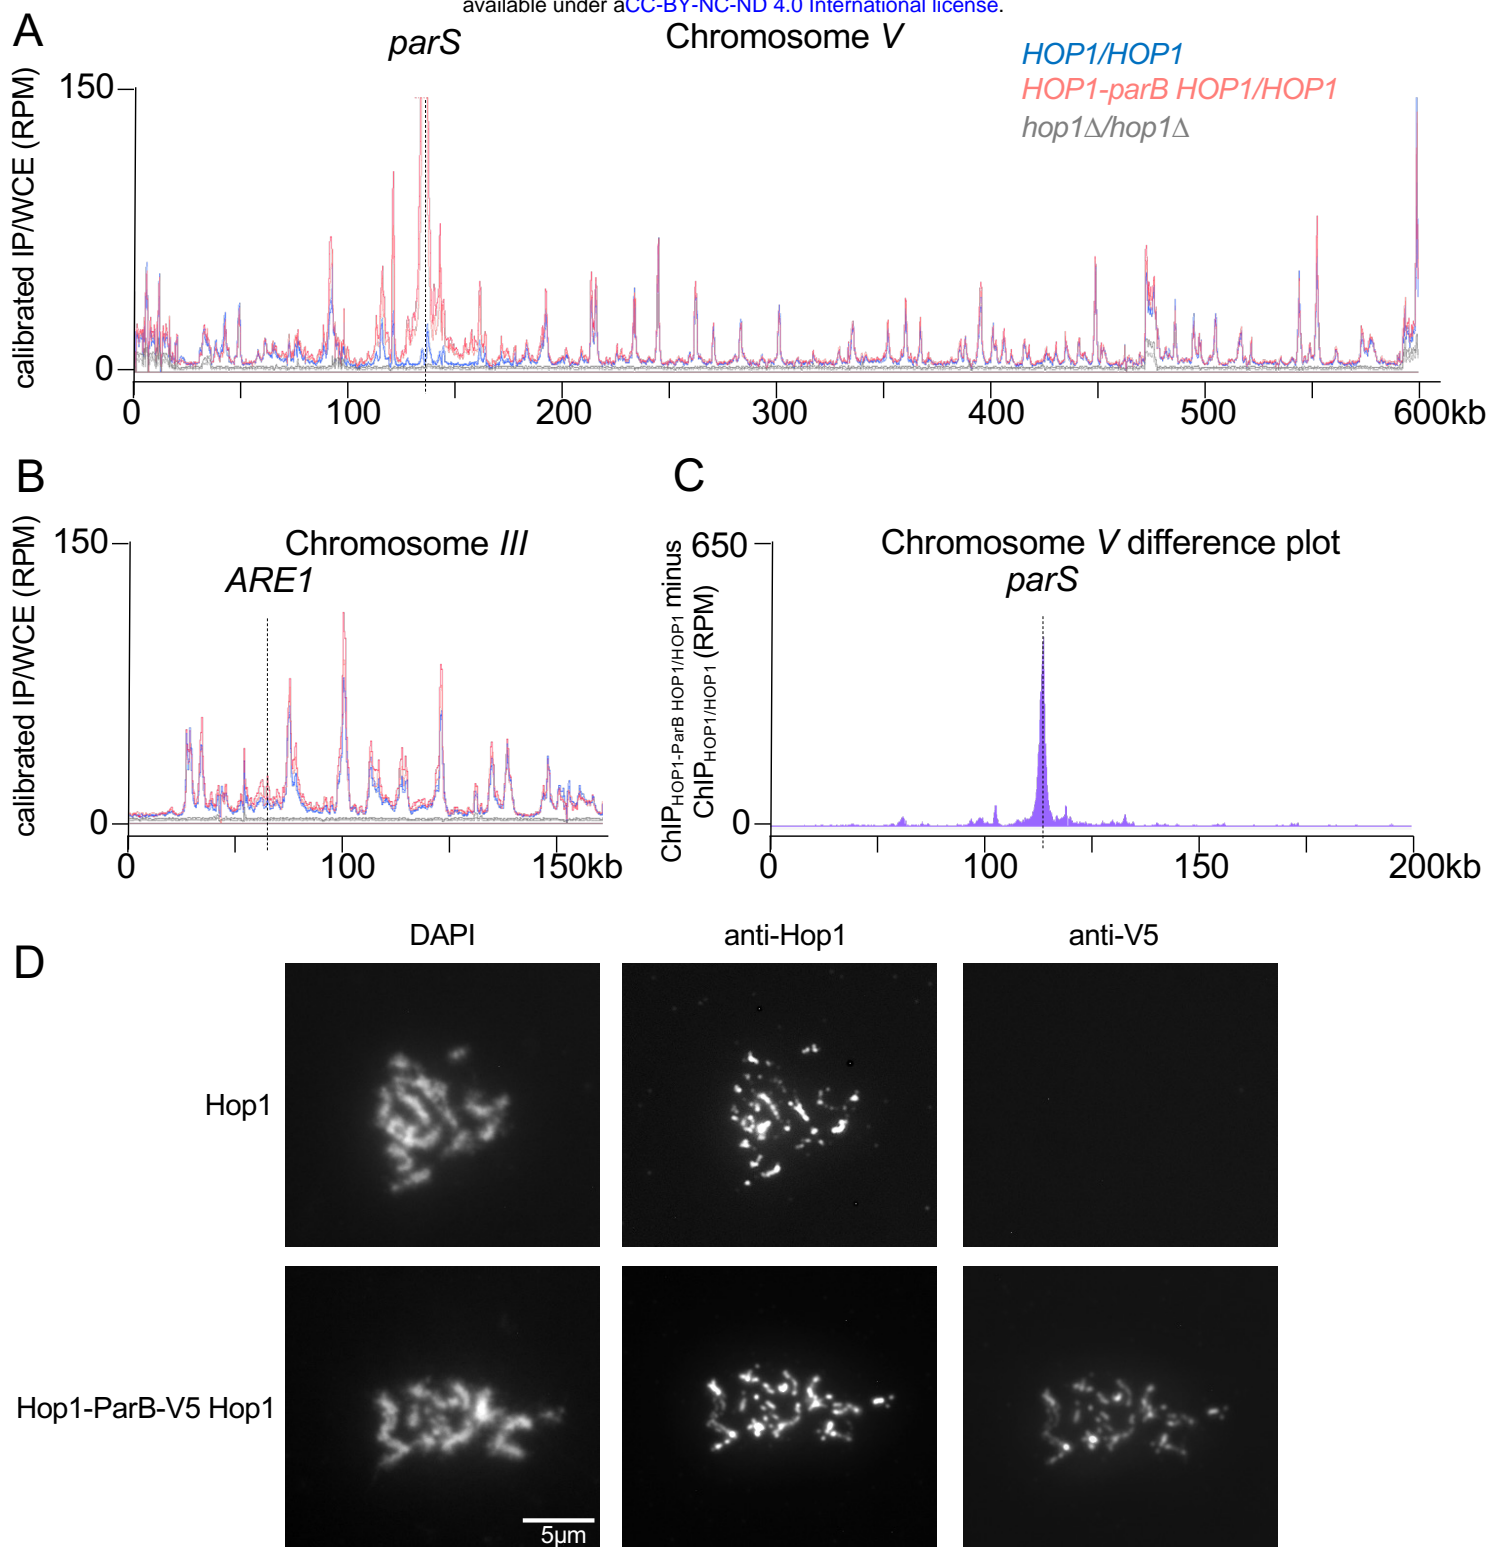 available under aCC-BY-NC-ND 4.0 International license.
A
parS
Chromosome V
HOP1/HOP1
HOP1-parB HOP1/HOP1
hop1Δ/hop1Δ
calibrated IP/WCE (RPM)
150
0
0 100 200 300 400 500 600kb
B
Chromosome III
ARE1
calibrated IP/WCE (RPM)
150
0
0 100 150kb
C
Chromosome V difference plot
parS
ChIPHOP1-ParB HOP1/HOP1 minus
ChIPHOP1/HOP1 (RPM)
650
0
0 100 150 200kb
D
DAPI anti-Hop1 anti-V5
Hop1
Hop1-ParB-V5 Hop1
5µm